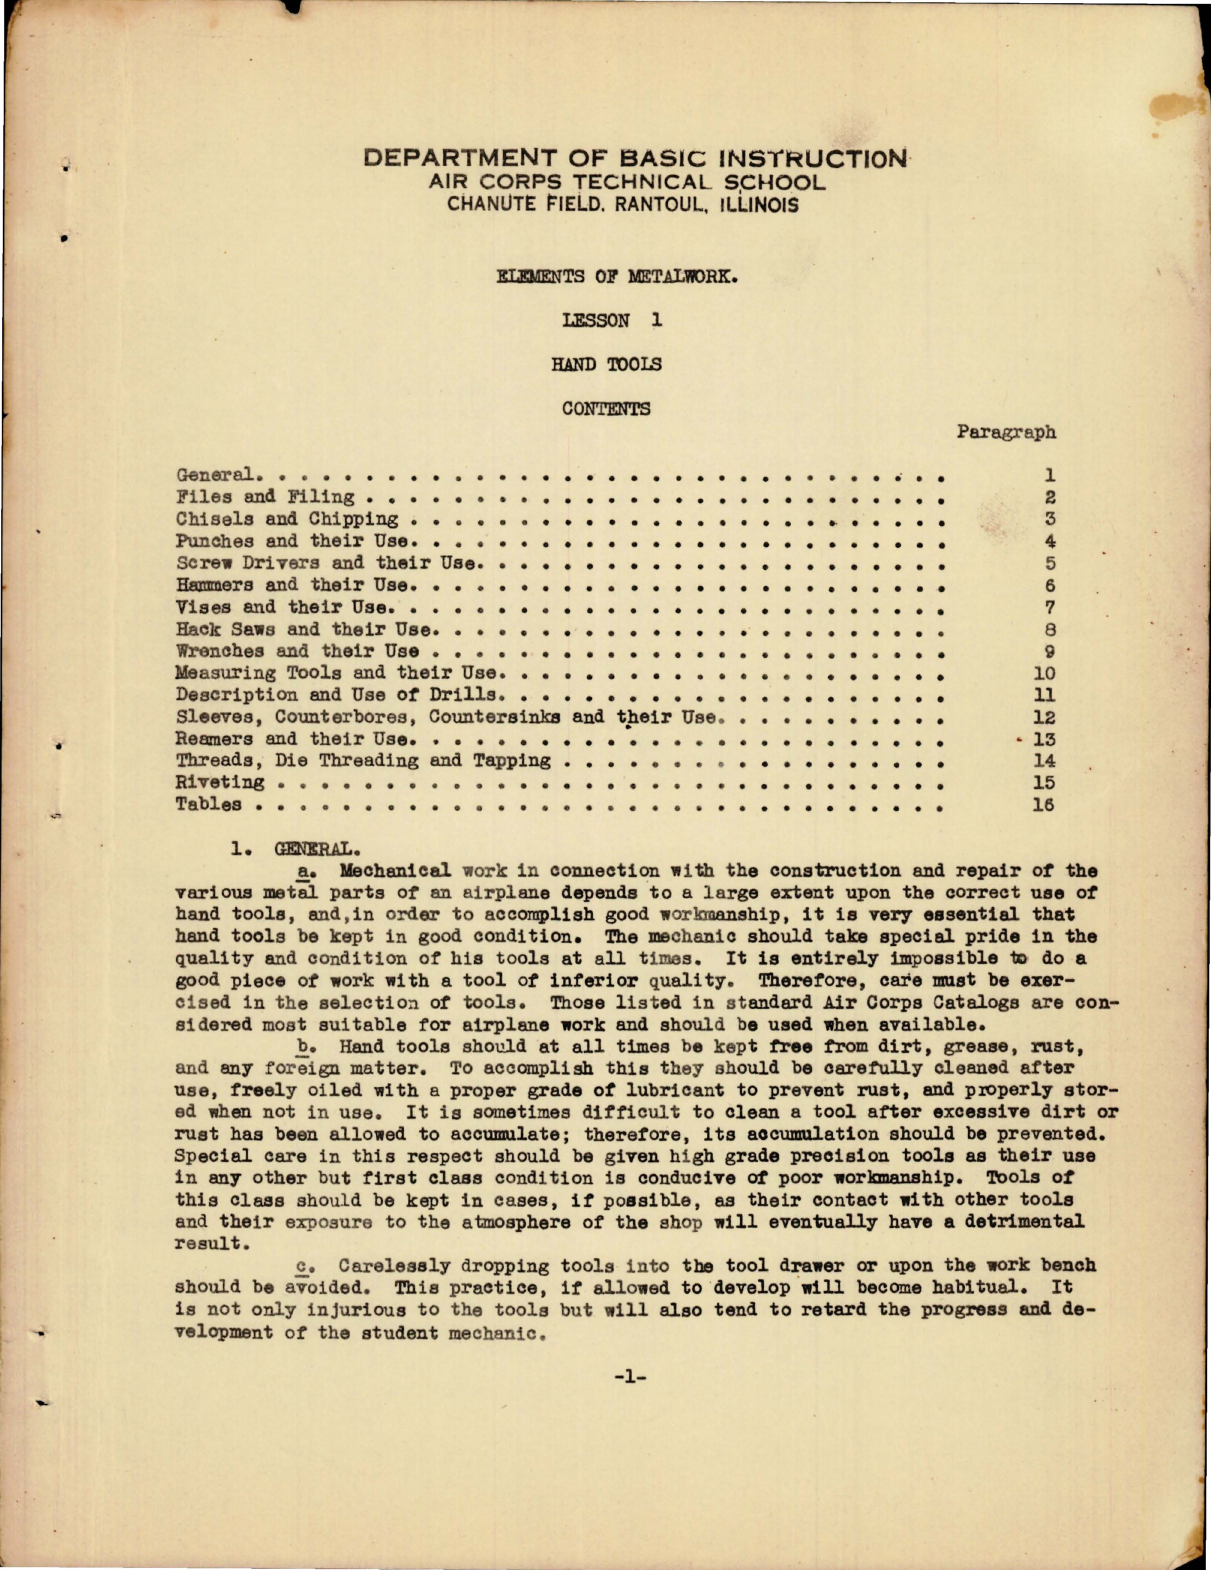 DEPARTMENT OF BASIC INSTRUCTION
AIR CORPS TECHNICAL SCHOOL
CHANUTE FIELD, RANTOUL, ILLINOIS
ELEMENTS OF METALWORK.
LESSON 1
HAND TOOLS
CONTENTS
Paragraph
General. . . . . . . . . . . . . . . . . . . . . . . . . . . . . . . . 1
Files and Filing . . . . . . . . . . . . . . . . . . . . . . . . . . . 2
Chisels and Chipping . . . . . . . . . . . . . . . . . . . . . . . . . 3
Punches and their Use. . . . . . . . . . . . . . . . . . . . . . . . . 4
Screw Drivers and their Use. . . . . . . . . . . . . . . . . . . . . . 5
Hammers and their Use. . . . . . . . . . . . . . . . . . . . . . . . . 6
Vises and their Use. . . . . . . . . . . . . . . . . . . . . . . . . . 7
Hack Saws and their Use. . . . . . . . . . . . . . . . . . . . . . . . 8
Wrenches and their Use . . . . . . . . . . . . . . . . . . . . . . . . 9
Measuring Tools and their Use. . . . . . . . . . . . . . . . . . . . . 10
Description and Use of Drills. . . . . . . . . . . . . . . . . . . . . 11
Sleeves, Counterbores, Countersinks and their Use. . . . . . . . . . . 12
Reamers and their Use. . . . . . . . . . . . . . . . . . . . . . . . . 13
Threads, Die Threading and Tapping . . . . . . . . . . . . . . . . . . 14
Riveting . . . . . . . . . . . . . . . . . . . . . . . . . . . . . . . 15
Tables . . . . . . . . . . . . . . . . . . . . . . . . . . . . . . . . 16
1. GENERAL.
a. Mechanical work in connection with the construction and repair of the
various metal parts of an airplane depends to a large extent upon the correct use of
hand tools, and,in order to accomplish good workmanship, it is very essential that
hand tools be kept in good condition. The mechanic should take special pride in the
quality and condition of his tools at all times. It is entirely impossible to do a
good piece of work with a tool of inferior quality. Therefore, care must be exer-
cised in the selection of tools. Those listed in standard Air Corps Catalogs are con-
sidered most suitable for airplane work and should be used when available.
b. Hand tools should at all times be kept free from dirt, grease, rust,
and any foreign matter. To accomplish this they should be carefully cleaned after
use, freely oiled with a proper grade of lubricant to prevent rust, and properly stor-
ed when not in use. It is sometimes difficult to clean a tool after excessive dirt or
rust has been allowed to accumulate; therefore, its accumulation should be prevented.
Special care in this respect should be given high grade precision tools as their use
in any other but first class condition is conducive of poor workmanship. Tools of
this class should be kept in cases, if possible, as their contact with other tools
and their exposure to the atmosphere of the shop will eventually have a detrimental
result.
c. Carelessly dropping tools into the tool drawer or upon the work bench
should be avoided. This practice, if allowed to develop will become habitual. It
is not only injurious to the tools but will also tend to retard the progress and de-
velopment of the student mechanic.
-1-